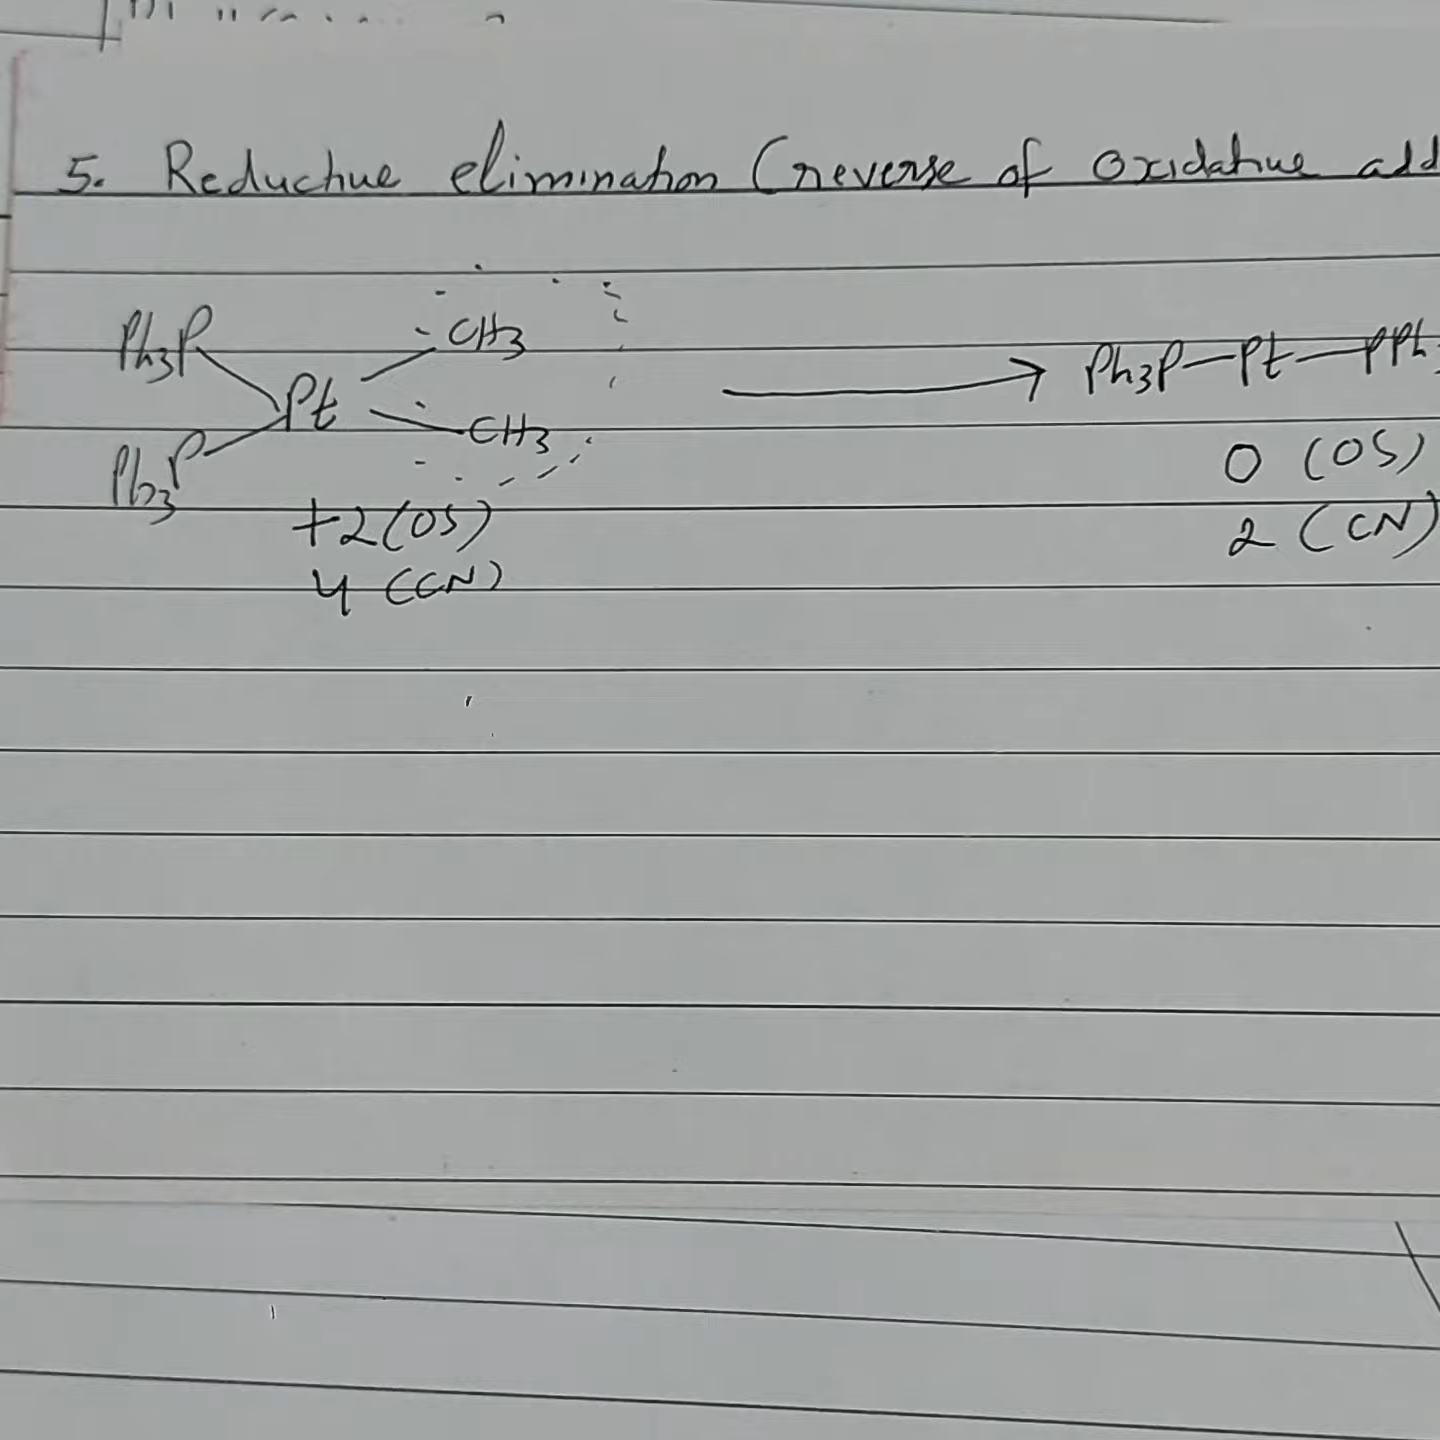 5. Reductive elimination (reverse of oxidative add
Ph3P CH3
Pt
Ph3P CH3
Ph3P-Pt-PPh3
+2 (OS)
4 (CN)
0 (OS)
2 (CN)